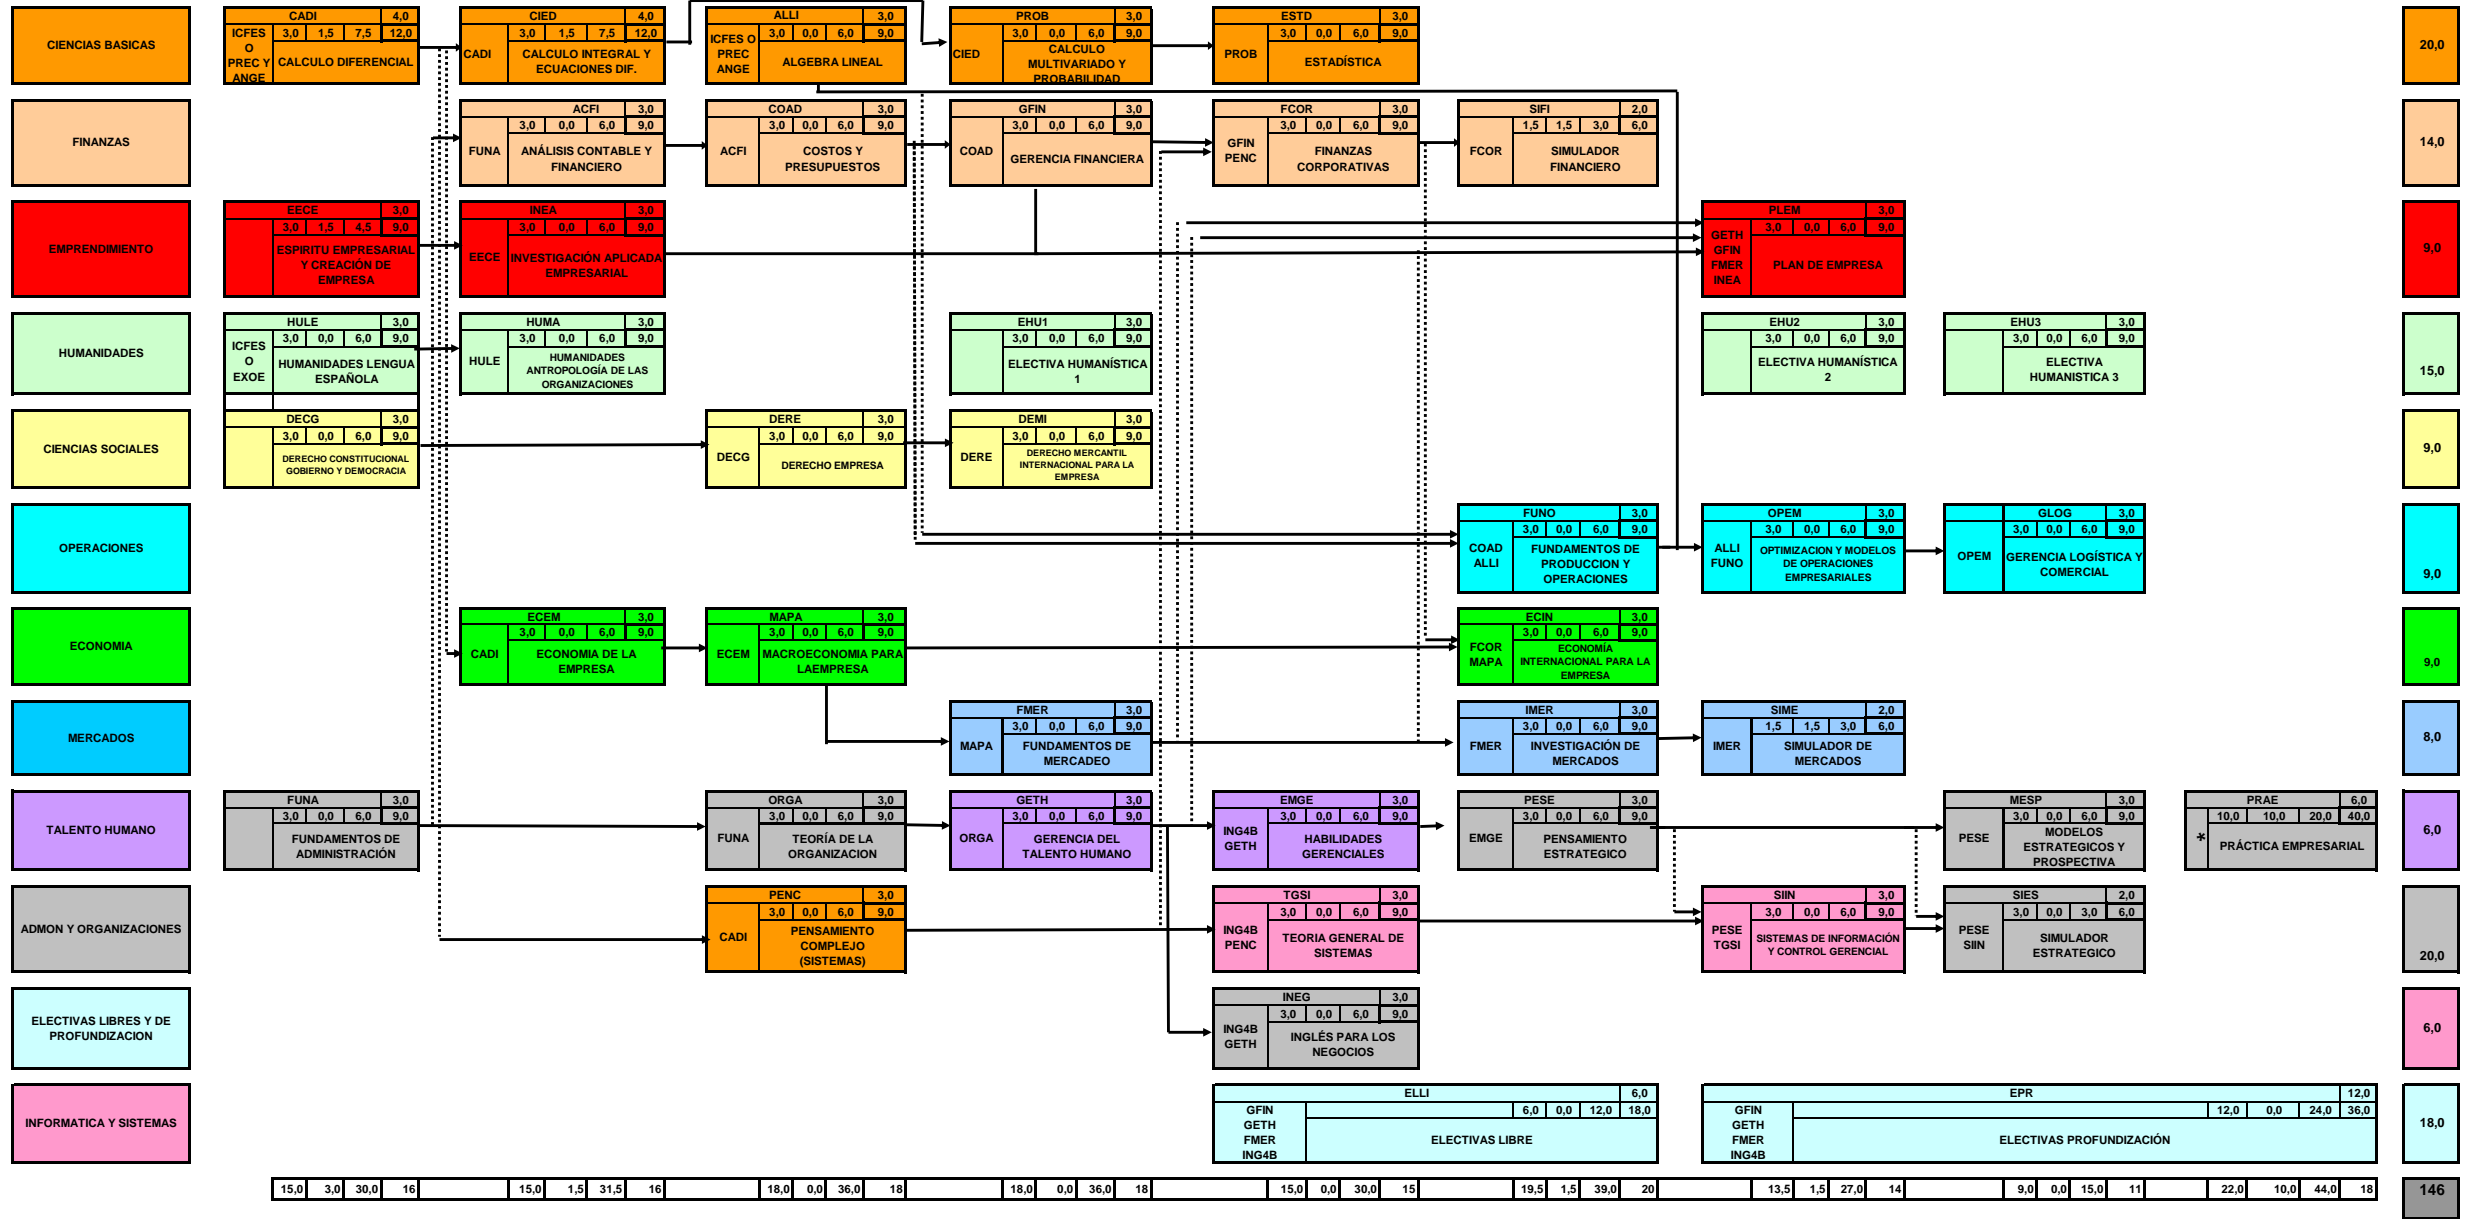 CIENCIAS BASICAS
CADI 4,0
3,0 1,5 7,5 12,0
ICFES
O
PREC Y
ANGE
CALCULO DIFERENCIAL
CIED 4,0
3,0 1,5 7,5 12,0
CADI
CALCULO INTEGRAL Y
ECUACIONES DIF.
ALLI 3,0
3,0 0,0 6,0 9,0
ICFES O
PREC
ANGE
ALGEBRA LINEAL
PROB 3,0
3,0 0,0 6,0 9,0
CIED
CALCULO
MULTIVARIADO Y
PROBABILIDAD
ESTD 3,0
3,0 0,0 6,0 9,0
PROB
ESTADÍSTICA
20,0
FINANZAS
ACFI 3,0
3,0 0,0 6,0 9,0
FUNA
ANÁLISIS CONTABLE Y
FINANCIERO
COAD 3,0
3,0 0,0 6,0 9,0
ACFI
COSTOS Y
PRESUPUESTOS
GFIN 3,0
3,0 0,0 6,0 9,0
COAD
GERENCIA FINANCIERA
FCOR 3,0
3,0 0,0 6,0 9,0
GFIN
PENC
FINANZAS
CORPORATIVAS
SIFI 2,0
1,5 1,5 3,0 6,0
FCOR
SIMULADOR
FINANCIERO
14,0
EMPRENDIMIENTO
EECE 3,0
3,0 1,5 4,5 9,0
ESPIRITU EMPRESARIAL
Y CREACIÓN DE
EMPRESA
INEA 3,0
3,0 0,0 6,0 9,0
EECE
INVESTIGACIÓN APLICADA
EMPRESARIAL
PLEM 3,0
3,0 0,0 6,0 9,0
GETH
GFIN
FMER
INEA
PLAN DE EMPRESA
9,0
HUMANIDADES
HULE 3,0
3,0 0,0 6,0 9,0
ICFES
O
EXOE
HUMANIDADES LENGUA
ESPAÑOLA
HUMA 3,0
3,0 0,0 6,0 9,0
HULE
HUMANIDADES
ANTROPOLOGÍA DE LAS
ORGANIZACIONES
EHU1 3,0
3,0 0,0 6,0 9,0
ELECTIVA HUMANÍSTICA
1
EHU2 3,0
3,0 0,0 6,0 9,0
ELECTIVA HUMANÍSTICA
2
EHU3 3,0
3,0 0,0 6,0 9,0
ELECTIVA
HUMANISTICA 3
15,0
CIENCIAS SOCIALES
DECG 3,0
3,0 0,0 6,0 9,0
DERECHO CONSTITUCIONAL
GOBIERNO Y DEMOCRACIA
DERE 3,0
3,0 0,0 6,0 9,0
DECG
DERECHO EMPRESA
DEMI 3,0
3,0 0,0 6,0 9,0
DERE
DERECHO MERCANTIL
INTERNACIONAL PARA LA
EMPRESA
9,0
OPERACIONES
FUNO 3,0
3,0 0,0 6,0 9,0
COAD
ALLI
FUNDAMENTOS DE
PRODUCCION Y
OPERACIONES
OPEM 3,0
3,0 0,0 6,0 9,0
ALLI
FUNO
OPTIMIZACION Y MODELOS
DE OPERACIONES
EMPRESARIALES
GLOG 3,0
3,0 0,0 6,0 9,0
OPEM
GERENCIA LOGÍSTICA Y
COMERCIAL
9,0
ECONOMIA
ECEM 3,0
3,0 0,0 6,0 9,0
CADI
ECONOMIA DE LA
EMPRESA
MAPA 3,0
3,0 0,0 6,0 9,0
ECEM
MACROECONOMIA PARA
LAEMPRESA
ECIN 3,0
3,0 0,0 6,0 9,0
FCOR
MAPA
ECONOMÍA
INTERNACIONAL PARA LA
EMPRESA
9,0
MERCADOS
FMER 3,0
3,0 0,0 6,0 9,0
MAPA
FUNDAMENTOS DE
MERCADEO
IMER 3,0
3,0 0,0 6,0 9,0
FMER
INVESTIGACIÓN DE
MERCADOS
SIME 2,0
1,5 1,5 3,0 6,0
IMER
SIMULADOR DE
MERCADOS
8,0
TALENTO HUMANO
FUNA 3,0
3,0 0,0 6,0 9,0
FUNDAMENTOS DE
ADMINISTRACIÓN
ORGA 3,0
3,0 0,0 6,0 9,0
FUNA
TEORÍA DE LA
ORGANIZACION
GETH 3,0
3,0 0,0 6,0 9,0
ORGA
GERENCIA DEL
TALENTO HUMANO
EMGE 3,0
3,0 0,0 6,0 9,0
ING4B
GETH
HABILIDADES
GERENCIALES
PESE 3,0
3,0 0,0 6,0 9,0
EMGE
PENSAMIENTO
ESTRATEGICO
MESP 3,0
3,0 0,0 6,0 9,0
PESE
MODELOS
ESTRATEGICOS Y
PROSPECTIVA
PRAE 6,0
10,0 10,0 20,0 40,0
*
PRÁCTICA EMPRESARIAL
6,0
ADMON Y ORGANIZACIONES
PENC 3,0
3,0 0,0 6,0 9,0
CADI
PENSAMIENTO
COMPLEJO
(SISTEMAS)
TGSI 3,0
3,0 0,0 6,0 9,0
ING4B
PENC
TEORIA GENERAL DE
SISTEMAS
SIIN 3,0
3,0 0,0 6,0 9,0
PESE
TGSI
SISTEMAS DE INFORMACIÓN
Y CONTROL GERENCIAL
SIES 2,0
3,0 0,0 3,0 6,0
PESE
SIIN
SIMULADOR
ESTRATEGICO
20,0
ELECTIVAS LIBRES Y DE
PROFUNDIZACION
INEG 3,0
3,0 0,0 6,0 9,0
ING4B
GETH
INGLÉS PARA LOS
NEGOCIOS
6,0
INFORMATICA Y SISTEMAS
ELLI 6,0
6,0 0,0 12,0 18,0
GFIN
GETH
FMER
ING4B
ELECTIVAS LIBRE
EPR 12,0
12,0 0,0 24,0 36,0
GFIN
GETH
FMER
ING4B
ELECTIVAS PROFUNDIZACIÓN
18,0
15,0 3,0 30,0 16 15,0 1,5 31,5 16 18,0 0,0 36,0 18 18,0 0,0 36,0 18 15,0 0,0 30,0 15 19,5 1,5 39,0 20 13,5 1,5 27,0 14 9,0 0,0 15,0 11 22,0 10,0 44,0 18 146